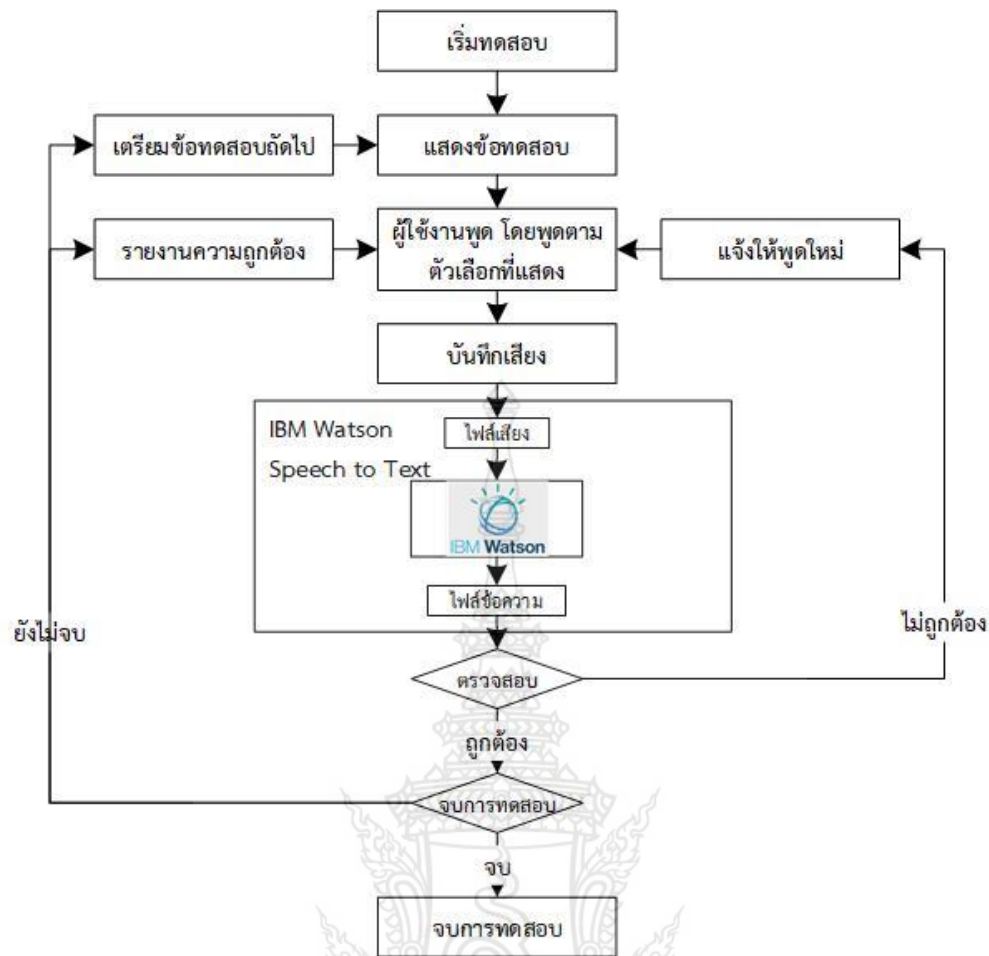 เริ่มทดสอบ
เตรียมข้อทดสอบถัดไป
แสดงข้อทดสอบ
รายงานความถูกต้อง
ผู้ใช้งานพูด โดยพูดตาม
ตัวเลือกที่แสดง
แจ้งให้พูดใหม่
บันทึกเสียง
IBM Watson
Speech to Text
ไฟล์เสียง
IBM Watson
ไฟล์ข้อความ
ยังไม่จบ
ไม่ถูกต้อง
ตรวจสอบ
ถูกต้อง
จบการทดสอบ
จบ
จบการทดสอบ